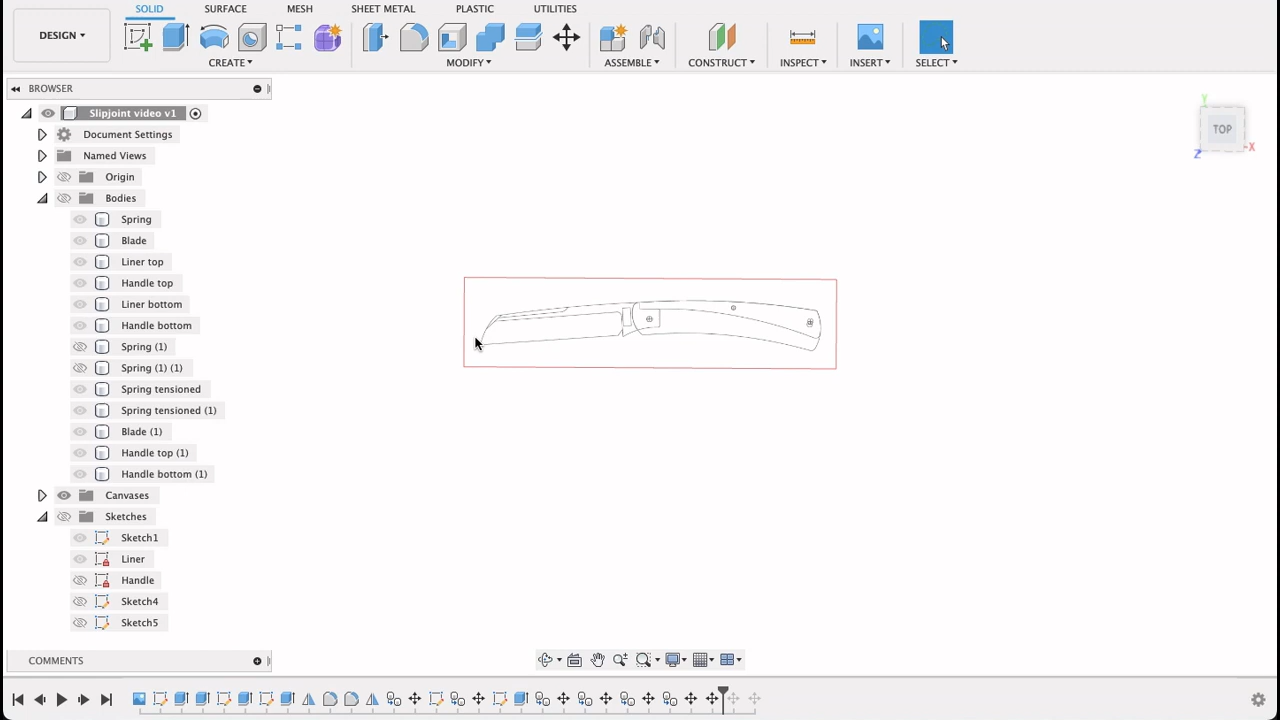 SOLID SURFACE MESH SHEET METAL PLASTIC UTILITIES
DESIGN
CREATE MODIFY ASSEMBLE CONSTRUCT INSPECT INSERT SELECT
BROWSER
Slipjoint video v1
Document Settings
Named Views
Origin
Bodies
Spring
Blade
Liner top
Handle top
Liner bottom
Handle bottom
Spring (1)
Spring (1) (1)
Spring tensioned
Spring tensioned (1)
Blade (1)
Handle top (1)
Handle bottom (1)
Canvases
Sketches
Sketch1
Liner
Handle
Sketch4
Sketch5
COMMENTS
Y
TOP
Z
X